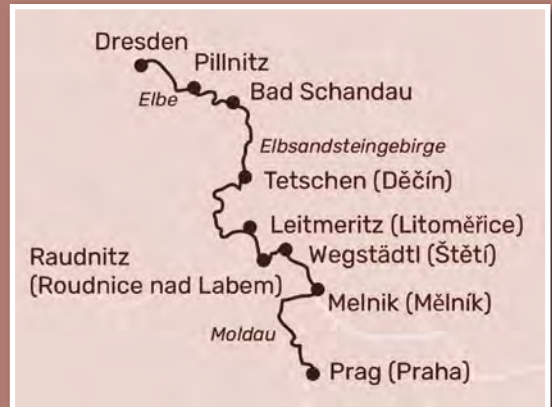 Dresden
Pillnitz
Elbe
Bad Schandau
Elbsandsteingebirge
Tetschen (Děčín)
Leitmeritz (Litoměřice)
Wegstädtl (Štětí)
Raudnitz
(Roudnice nad Labem)
Melnik (Mělník)
Moldau
Prag (Praha)